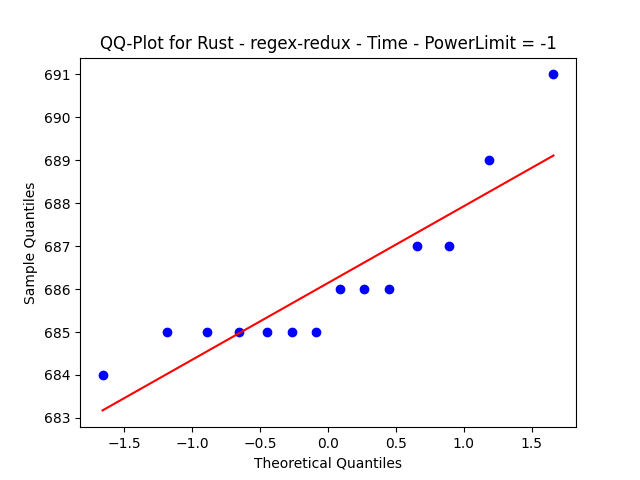 QQ-Plot for Rust - regex-redux - Time - PowerLimit = -1
691
690
689
688
687
686
685
684
683
Sample Quantiles
−1.5 −1.0 −0.5 0.0 0.5 1.0 1.5
Theoretical Quantiles